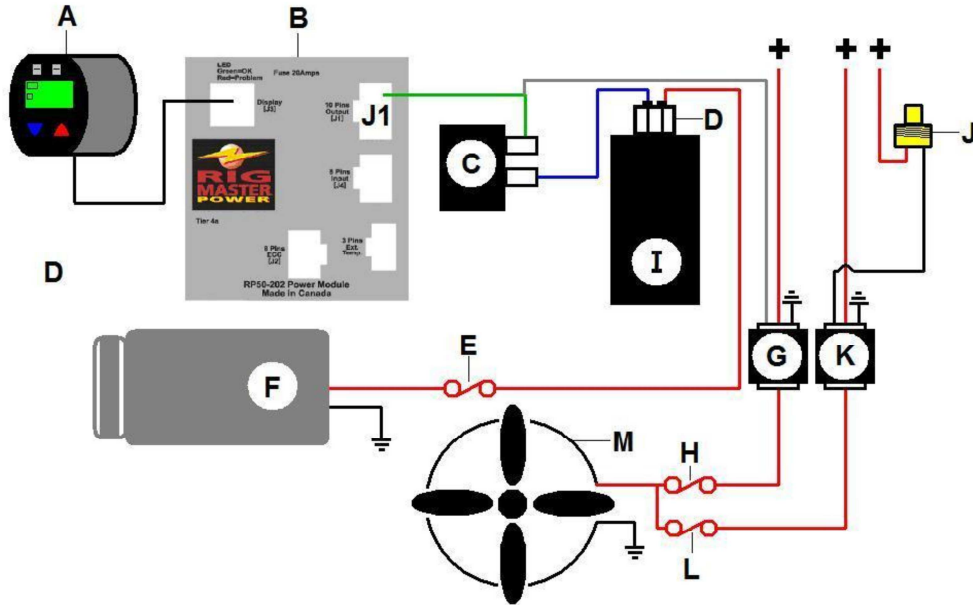 A
B
LED
Green=OK
Red=Problem
Fuse 20Amps
Display
[J3]
10 Pins
Output
[J1]
J1
RIG
MASTER
POWER
8 Pins
Input
[J4]
Tier 4a
6 Pins
ECC
[J2]
3 Pins
Ext.
Temp.
RP50-202 Power Module
Made in Canada
C
D
I
+ + +
J
D
E
F
G
K
M
H
L